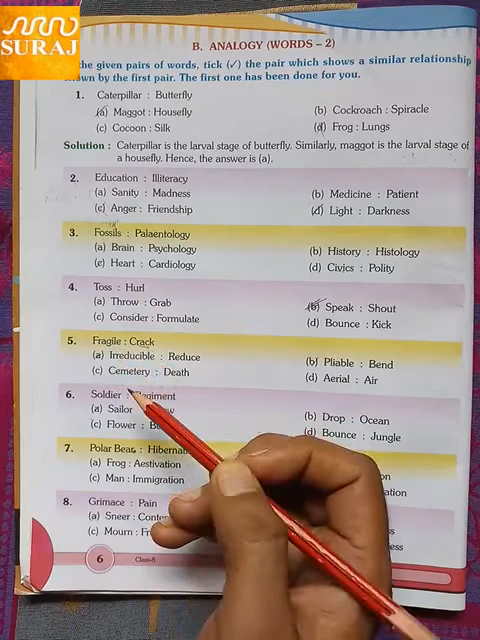 SURAJ
B. ANALOGY (WORDS – 2)
the given pairs of words, tick (✓) the pair which shows a similar relationship
shown by the first pair. The first one has been done for you.
1. Caterpillar : Butterfly
(a) Maggot : Housefly (b) Cockroach : Spiracle
(c) Cocoon : Silk (d) Frog : Lungs
Solution : Caterpillar is the larval stage of butterfly. Similarly, maggot is the larval stage of
a housefly. Hence, the answer is (a).
2. Education : Illiteracy
(a) Sanity : Madness (b) Medicine : Patient
(c) Anger : Friendship (d) Light : Darkness
3. Fossils : Palaentology
(a) Brain : Psychology (b) History : Histology
(c) Heart : Cardiology (d) Civics : Polity
4. Toss : Hurl
(a) Throw : Grab (b) Speak : Shout
(c) Consider : Formulate (d) Bounce : Kick
5. Fragile : Crack
(a) Irreducible : Reduce (b) Pliable : Bend
(c) Cemetery : Death (d) Aerial : Air
6. Soldier : Regiment
(a) Sailor (b) Drop : Ocean
(c) Flower : (d) Bounce : Jungle
7. Polar Bear :
(a) Frog : Aestivation
(c) Man : Immigration
8. Grimace : Pain
(a) Sneer :
(c) Mourn :
6 Class-8